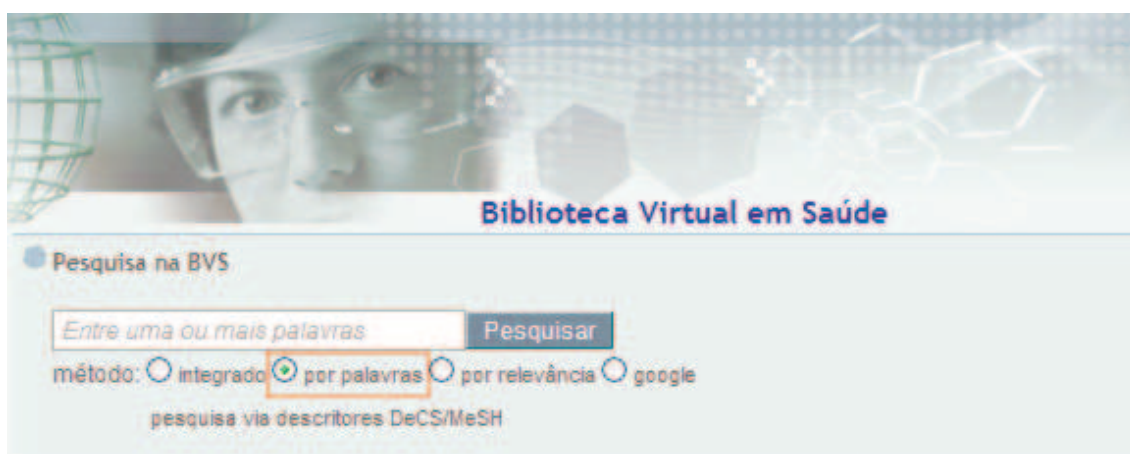 Biblioteca Virtual em Saúde
Pesquisa na BVS
Entre uma ou mais palavras Pesquisar
método: integrado por palavras por relevância google
pesquisa via descritores DeCS/MeSH